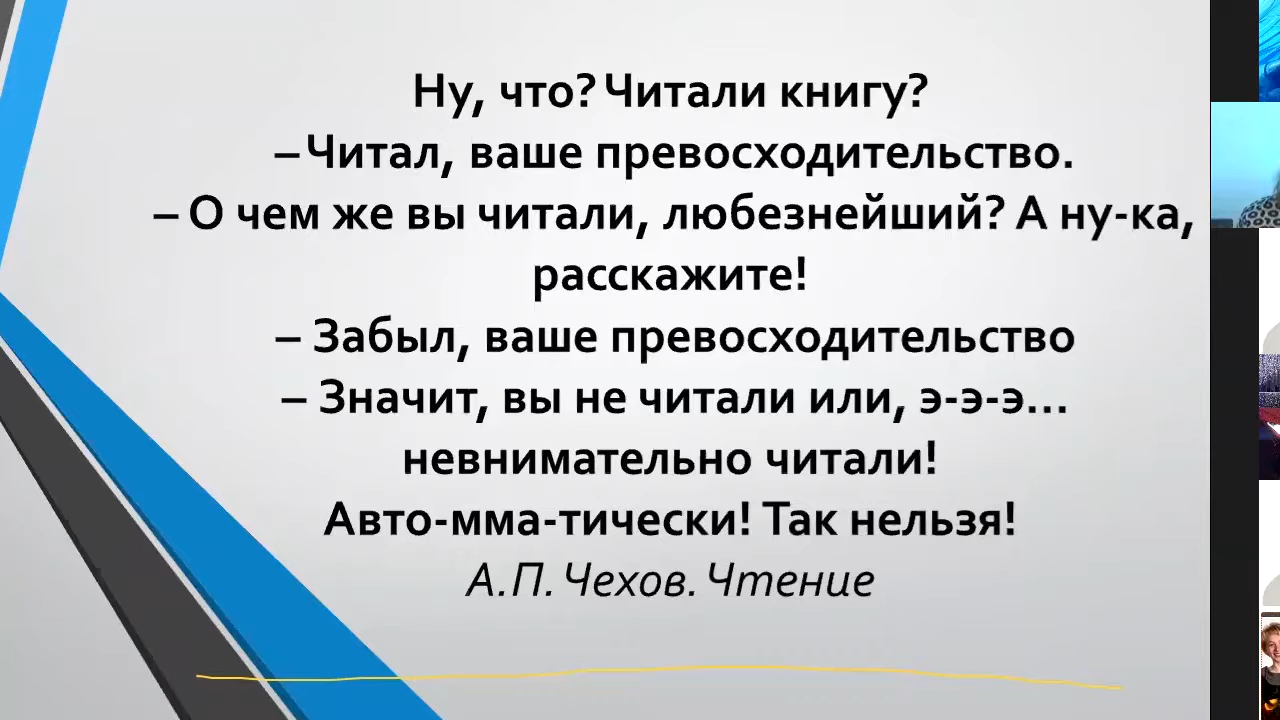 Ну, что? Читали книгу?
– Читал, ваше превосходительство.
– О чем же вы читали, любезнейший? А ну-ка,
расскажите!
– Забыл, ваше превосходительство
– Значит, вы не читали или, э-э-э...
невнимательно читали!
Авто-мма-тически! Так нельзя!
А.П. Чехов. Чтение